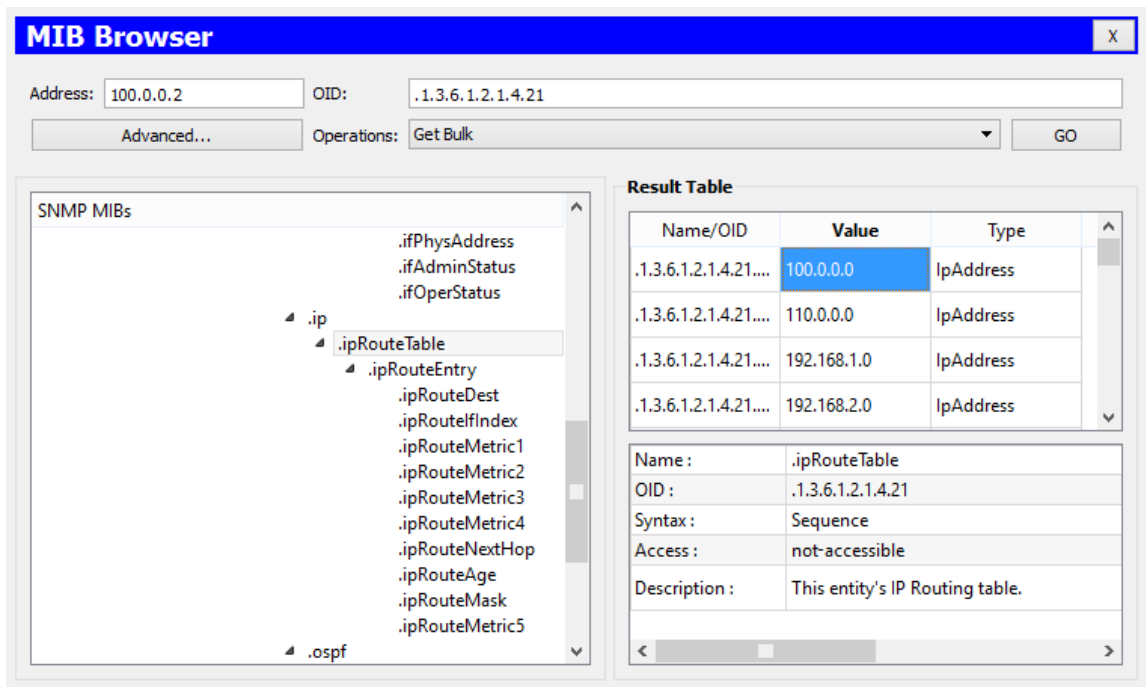 MIB Browser
X
Address: 100.0.0.2 OID: .1.3.6.1.2.1.4.21
Advanced... Operations: Get Bulk GO
SNMP MIBs
.ifPhysAddress
.ifAdminStatus
.ifOperStatus
.ip
.ipRouteTable
.ipRouteEntry
.ipRouteDest
.ipRouteIfIndex
.ipRouteMetric1
.ipRouteMetric2
.ipRouteMetric3
.ipRouteMetric4
.ipRouteNextHop
.ipRouteAge
.ipRouteMask
.ipRouteMetric5
.ospf
Result Table
Name/OID Value Type
.1.3.6.1.2.1.4.21.... 100.0.0.0 IpAddress
.1.3.6.1.2.1.4.21.... 110.0.0.0 IpAddress
.1.3.6.1.2.1.4.21.... 192.168.1.0 IpAddress
.1.3.6.1.2.1.4.21.... 192.168.2.0 IpAddress
Name : .ipRouteTable
OID : .1.3.6.1.2.1.4.21
Syntax : Sequence
Access : not-accessible
Description : This entity's IP Routing table.